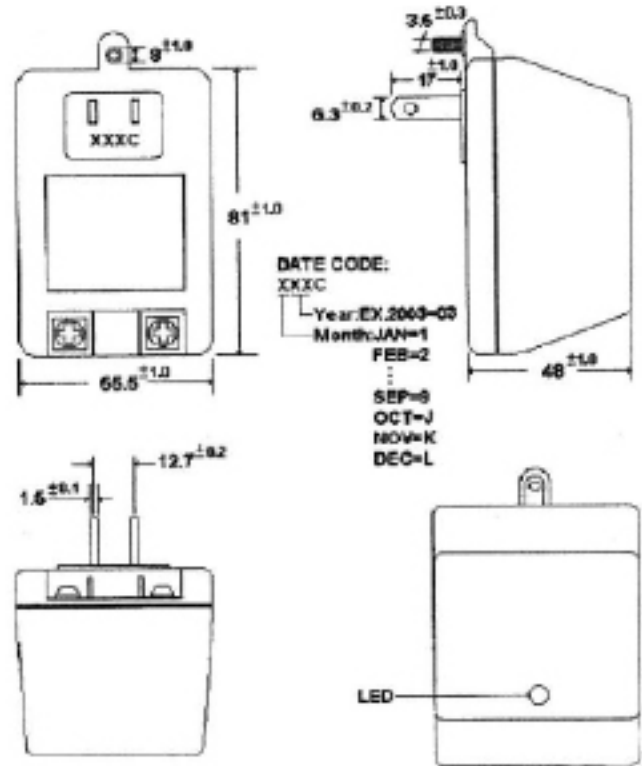 3.6 ±0.3
8 ±1.0
17 ±1.0
6.3 ±0.2
XXXC
81 ±1.0
DATE CODE:
XXXC
Year:EX.2003=03
Month:JAN=1
FEB=2
⋮
SEP=9
OCT=J
NOV=K
DEC=L
55.5 ±1.0
48 ±1.0
12.7 ±0.2
1.5 ±0.1
LED